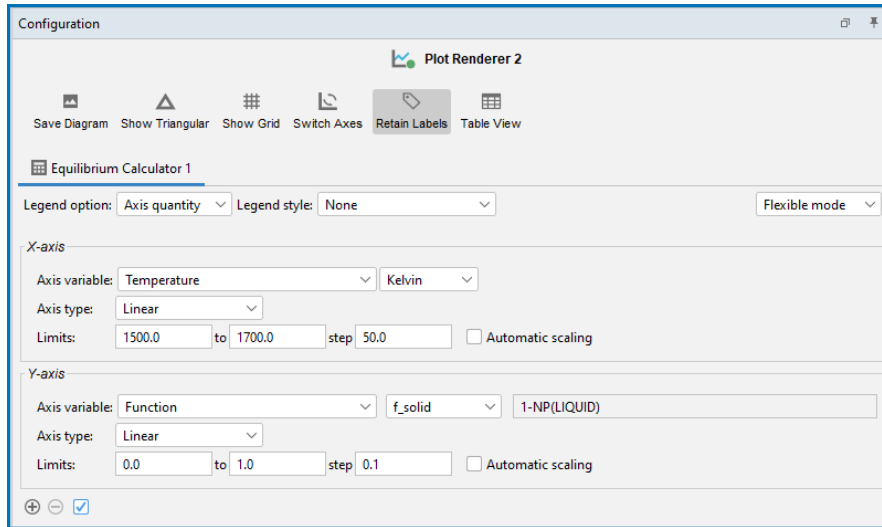 Configuration
Plot Renderer 2
Save Diagram Show Triangular Show Grid Switch Axes Retain Labels Table View
Equilibrium Calculator 1
Legend option: Axis quantity Legend style: None Flexible mode
X-axis
Axis variable: Temperature Kelvin
Axis type: Linear
Limits: 1500.0 to 1700.0 step 50.0 Automatic scaling
Y-axis
Axis variable: Function f_solid 1-NP(LIQUID)
Axis type: Linear
Limits: 0.0 to 1.0 step 0.1 Automatic scaling